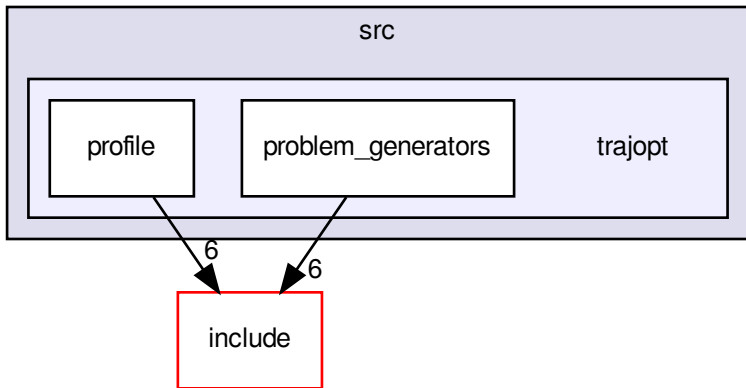 src
profile
problem_generators
trajopt
6
6
include